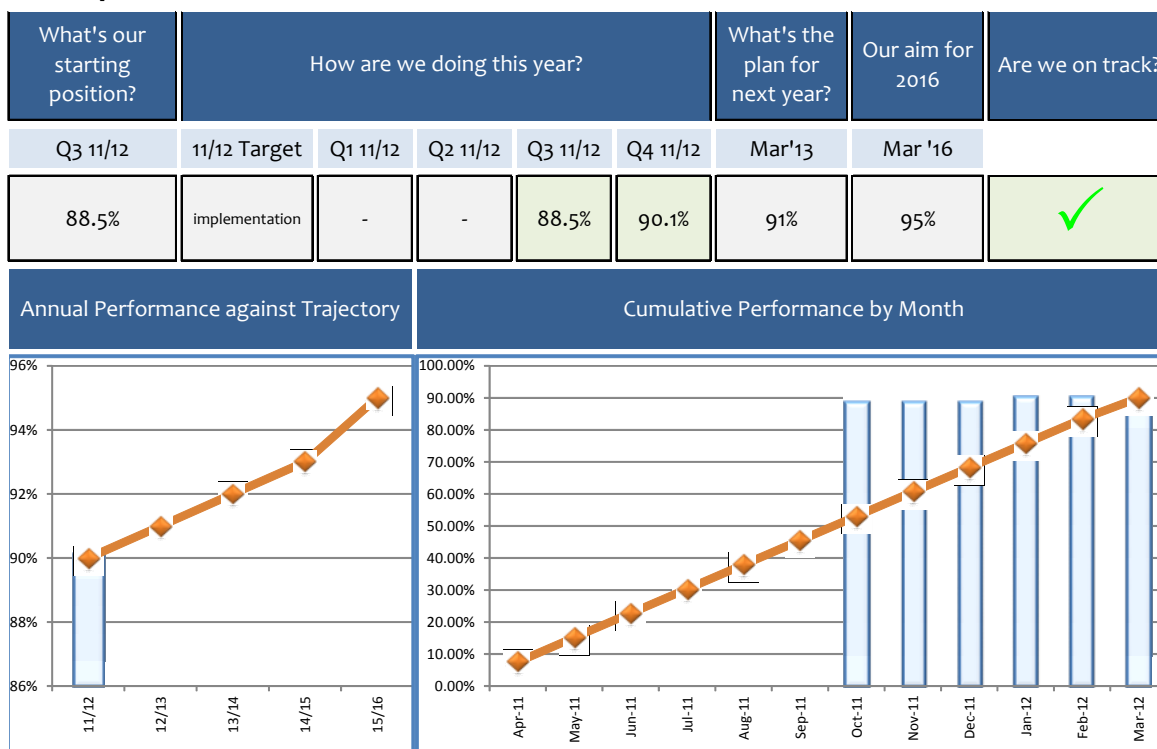 What's our
starting
position?
How are we doing this year?
What's the
plan for
next year?
Our aim for
2016
Are we on track?
Q3 11/12
11/12 Target
Q1 11/12
Q2 11/12
Q3 11/12
Q4 11/12
Mar'13
Mar '16
88.5%
implementation
-
-
88.5%
90.1%
91%
95%
Annual Performance against Trajectory
96%
94%
92%
90%
88%
86%
11/12
12/13
13/14
14/15
15/16
Cumulative Performance by Month
100.00%
90.00%
80.00%
70.00%
60.00%
50.00%
40.00%
30.00%
20.00%
10.00%
0.00%
Apr-11
May-11
Jun-11
Jul-11
Aug-11
Sep-11
Oct-11
Nov-11
Dec-11
Jan-12
Feb-12
Mar-12